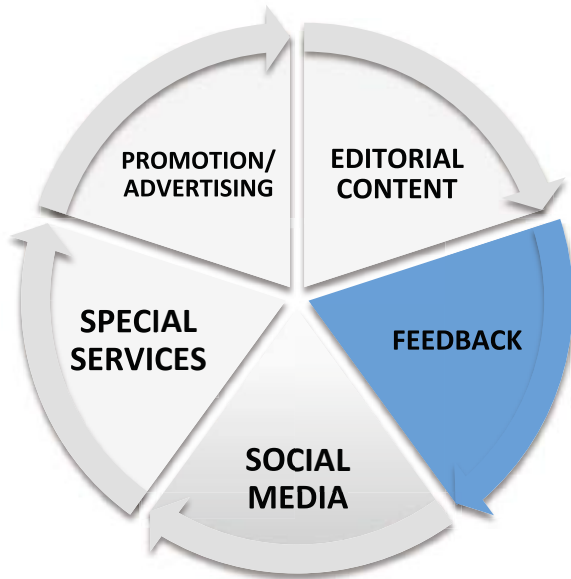 PROMOTION/
ADVERTISING
EDITORIAL
CONTENT
FEEDBACK
SOCIAL
MEDIA
SPECIAL
SERVICES